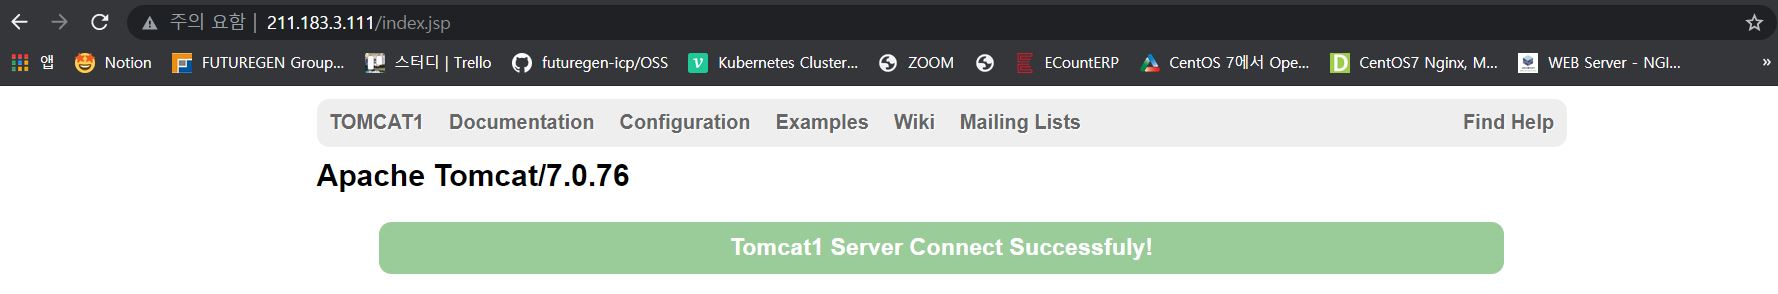 주의 요함 | 211.183.3.111/index.jsp
앱 Notion FUTUREGEN Group... 스터디 | Trello futuregen-icp/OSS Kubernetes Cluster... ZOOM ECountERP CentOS 7에서 Ope... CentOS7 Nginx, M... WEB Server - NGI... »
TOMCAT1 Documentation Configuration Examples Wiki Mailing Lists Find Help
Apache Tomcat/7.0.76
Tomcat1 Server Connect Successfuly!